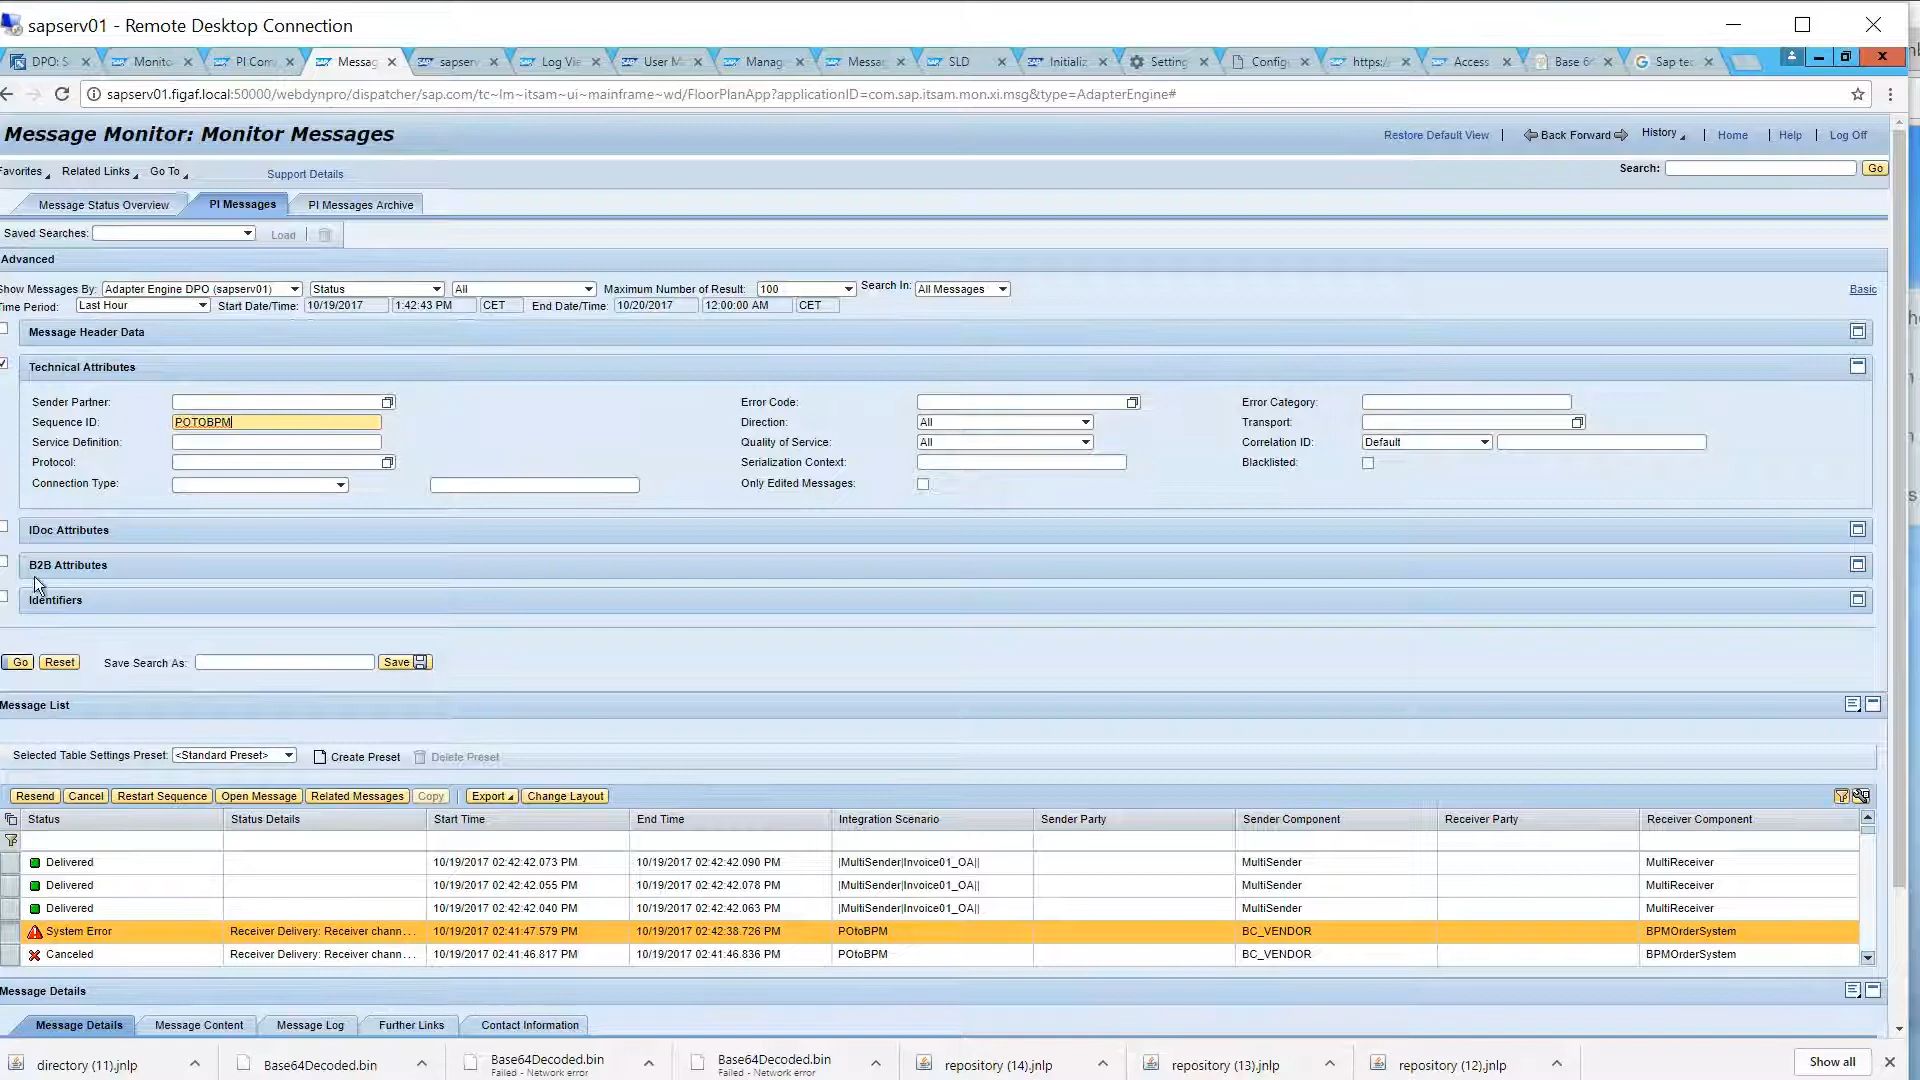 sapserv01 - Remote Desktop Connection
DPO: S Monito PI Com Messag sapserv Log Vie User M Manag Messag SLD Initializ Setting Config https:/ Access Base 6 Sap te
sapserv01.figaf.local:50000/webdynpro/dispatcher/sap.com/tc~lm~itsam~ui~mainframe~wd/FloorPlanApp?applicationID=com.sap.itsam.mon.xi.msg&type=AdapterEngine#
Message Monitor: Monitor Messages
Restore Default View | Back Forward History | Home | Help | Log Off
Favorites Related Links Go To Support Details Search: Go
Message Status Overview PI Messages PI Messages Archive
Saved Searches: Load
Advanced
Show Messages By: Adapter Engine DPO (sapserv01) Status All Maximum Number of Result: 100 Search In: All Messages Basic
Time Period: Last Hour Start Date/Time: 10/19/2017 1:42:43 PM CET End Date/Time: 10/20/2017 12:00:00 AM CET
Message Header Data
Technical Attributes
Sender Partner: Error Code: Error Category:
Sequence ID: POTOBPM Direction: All Transport:
Service Definition: Quality of Service: All Correlation ID: Default
Protocol: Serialization Context: Blacklisted:
Connection Type: Only Edited Messages:
IDoc Attributes
B2B Attributes
Identifiers
Go Reset Save Search As: Save
Message List
Selected Table Settings Preset: <Standard Preset> Create Preset Delete Preset
Resend Cancel Restart Sequence Open Message Related Messages Copy Export Change Layout
Status Status Details Start Time End Time Integration Scenario Sender Party Sender Component Receiver Party Receiver Component
Delivered 10/19/2017 02:42:42.073 PM 10/19/2017 02:42:42.090 PM |MultiSender|Invoice01_OA|| MultiSender MultiReceiver
Delivered 10/19/2017 02:42:42.055 PM 10/19/2017 02:42:42.078 PM |MultiSender|Invoice01_OA|| MultiSender MultiReceiver
Delivered 10/19/2017 02:42:42.040 PM 10/19/2017 02:42:42.063 PM |MultiSender|Invoice01_OA|| MultiSender MultiReceiver
System Error Receiver Delivery: Receiver chann... 10/19/2017 02:41:47.579 PM 10/19/2017 02:42:38.726 PM POtoBPM BC_VENDOR BPMOrderSystem
Canceled Receiver Delivery: Receiver chann... 10/19/2017 02:41:46.817 PM 10/19/2017 02:41:46.836 PM POtoBPM BC_VENDOR BPMOrderSystem
Message Details
Message Details Message Content Message Log Further Links Contact Information
directory (11).jnlp Base64Decoded.bin Base64Decoded.bin Base64Decoded.bin repository (14).jnlp repository (13).jnlp repository (12).jnlp Show all
Failed - Network error Failed - Network error